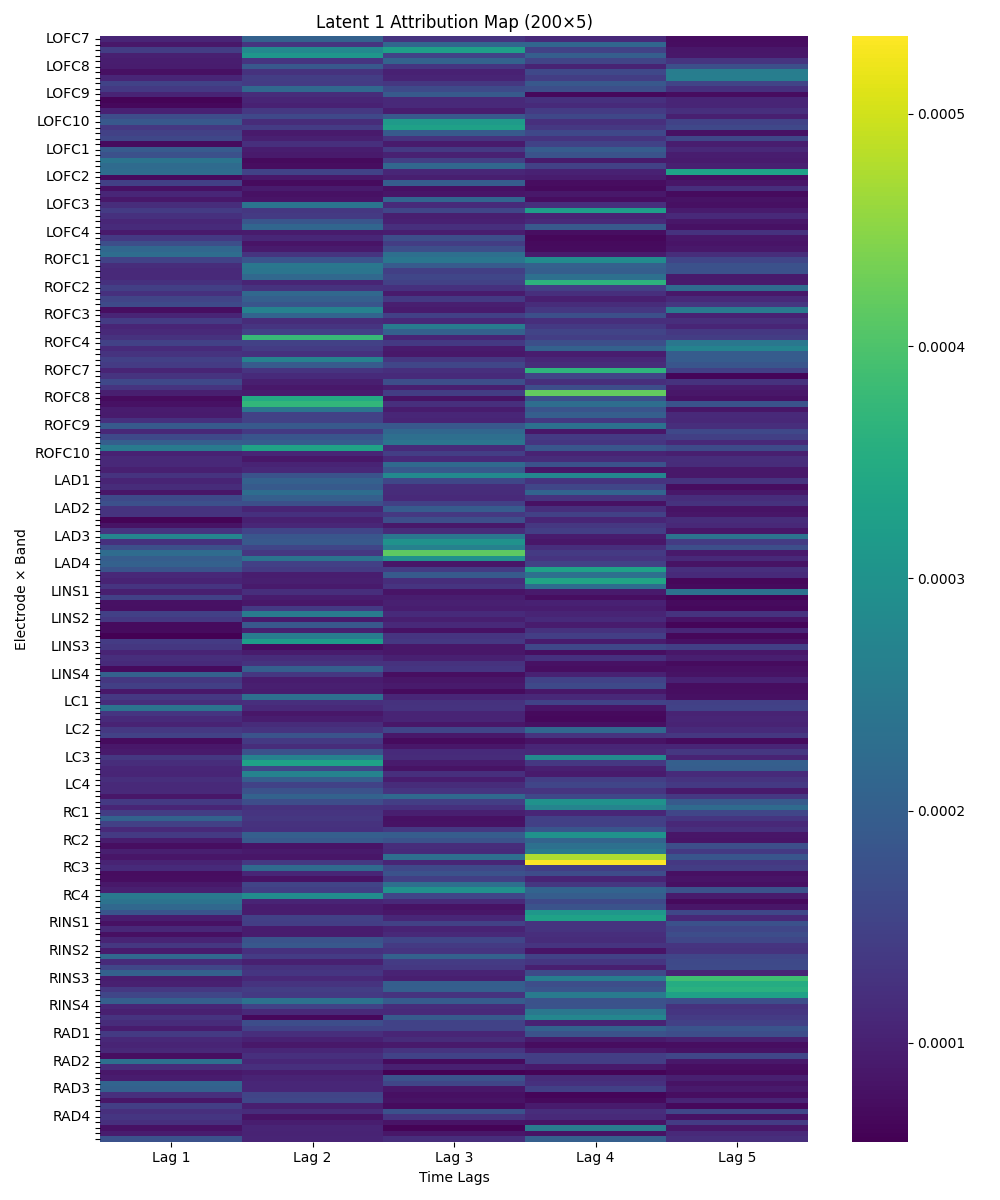 Latent 1 Attribution Map (200×5)
LOFC7
LOFC8
LOFC9
LOFC10
LOFC1
LOFC2
LOFC3
LOFC4
ROFC1
ROFC2
ROFC3
ROFC4
ROFC7
ROFC8
ROFC9
ROFC10
LAD1
LAD2
LAD3
LAD4
LINS1
LINS2
LINS3
LINS4
LC1
LC2
LC3
LC4
RC1
RC2
RC3
RC4
RINS1
RINS2
RINS3
RINS4
RAD1
RAD2
RAD3
RAD4
Electrode × Band
Lag 1
Lag 2
Lag 3
Lag 4
Lag 5
Time Lags
0.0005
0.0004
0.0003
0.0002
0.0001